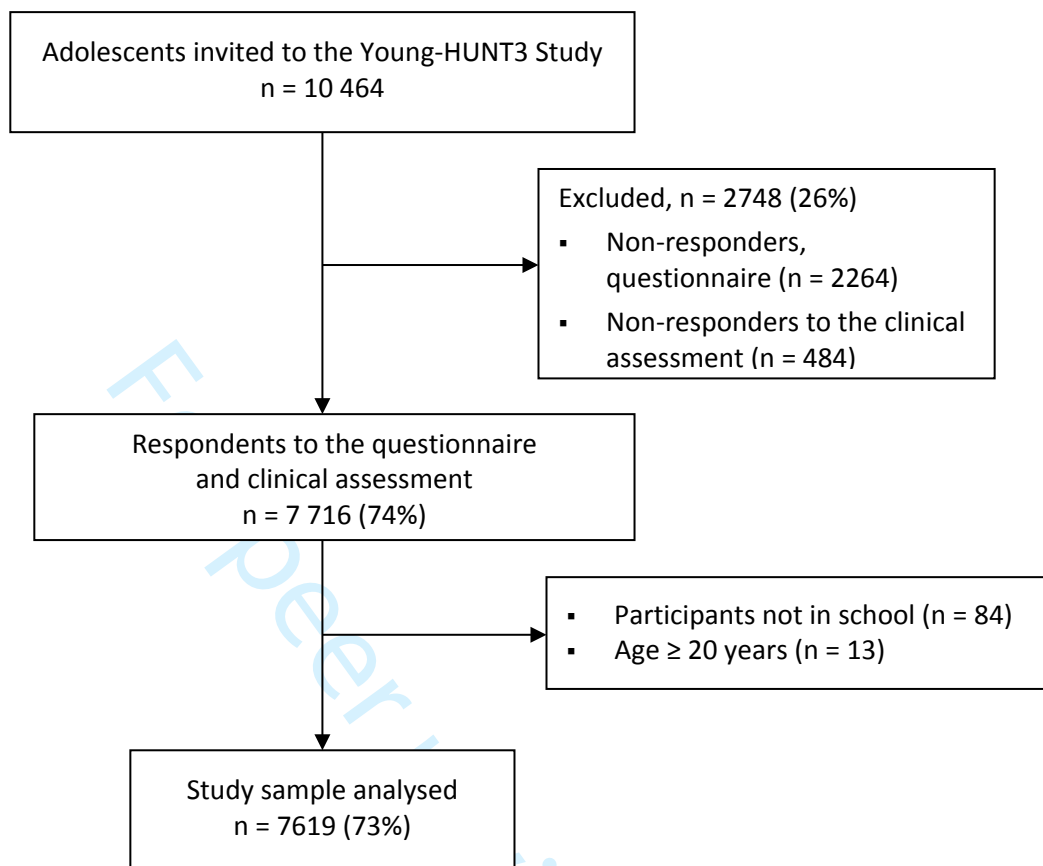 Adolescents invited to the Young-HUNT3 Study
n = 10 464
Excluded, n = 2748 (26%)
▪ Non-responders,
questionnaire (n = 2264)
▪ Non-responders to the clinical
assessment (n = 484)
Respondents to the questionnaire
and clinical assessment
n = 7 716 (74%)
▪ Participants not in school (n = 84)
▪ Age ≥ 20 years (n = 13)
Study sample analysed
n = 7619 (73%)
peer